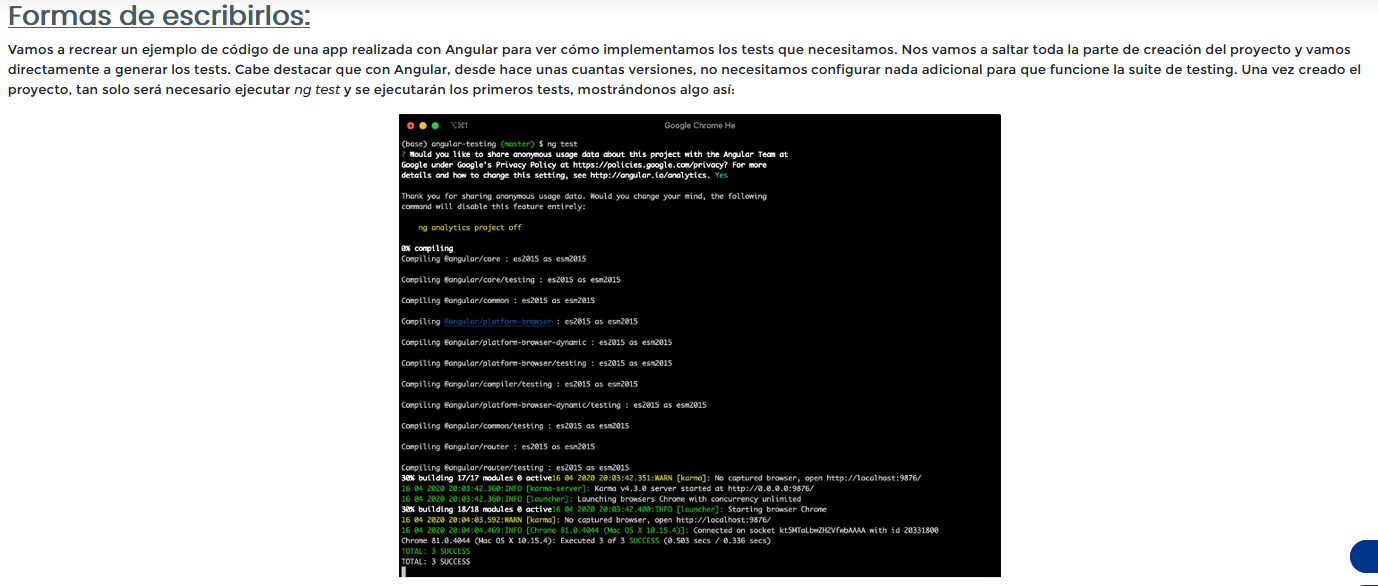 Formas de escribirlos:
Vamos a recrear un ejemplo de código de una app realizada con Angular para ver cómo implementamos los tests que necesitamos. Nos vamos a saltar toda la parte de creación del proyecto y vamos
directamente a generar los tests. Cabe destacar que con Angular, desde hace unas cuantas versiones, no necesitamos configurar nada adicional para que funcione la suite de testing. Una vez creado el
proyecto, tan solo será necesario ejecutar ng test y se ejecutarán los primeros tests, mostrándonos algo así:
⌥⌘1 Google Chrome He
(base) angular-testing (master) $ ng test
? Would you like to share anonymous usage data about this project with the Angular Team at
Google under Google's Privacy Policy at https://policies.google.com/privacy? For more
details and how to change this setting, see http://angular.io/analytics. Yes
Thank you for sharing anonymous usage data. Would you change your mind, the following
command will disable this feature entirely:
ng analytics project off
0% compiling
Compiling @angular/core : es2015 as esm2015
Compiling @angular/core/testing : es2015 as esm2015
Compiling @angular/common : es2015 as esm2015
Compiling @angular/platform-browser : es2015 as esm2015
Compiling @angular/platform-browser-dynamic : es2015 as esm2015
Compiling @angular/platform-browser/testing : es2015 as esm2015
Compiling @angular/compiler/testing : es2015 as esm2015
Compiling @angular/platform-browser-dynamic/testing : es2015 as esm2015
Compiling @angular/common/testing : es2015 as esm2015
Compiling @angular/router : es2015 as esm2015
Compiling @angular/router/testing : es2015 as esm2015
30% building 17/17 modules 0 active16 04 2020 20:03:42.351:WARN [karma]: No captured browser, open http://localhost:9876/
16 04 2020 20:03:42.360:INFO [karma-server]: Karma v4.3.0 server started at http://0.0.0.0:9876/
16 04 2020 20:03:42.360:INFO [launcher]: Launching browsers Chrome with concurrency unlimited
30% building 18/18 modules 0 active16 04 2020 20:03:42.400:INFO [launcher]: Starting browser Chrome
16 04 2020 20:04:03.592:WARN [karma]: No captured browser, open http://localhost:9876/
16 04 2020 20:04:04.469:INFO [Chrome 81.0.4044 (Mac OS X 10.15.4)]: Connected on socket kt5MToLbmZHZVfwbAAAA with id 20331800
Chrome 81.0.4044 (Mac OS X 10.15.4): Executed 3 of 3 SUCCESS (0.503 secs / 0.336 secs)
TOTAL: 3 SUCCESS
TOTAL: 3 SUCCESS